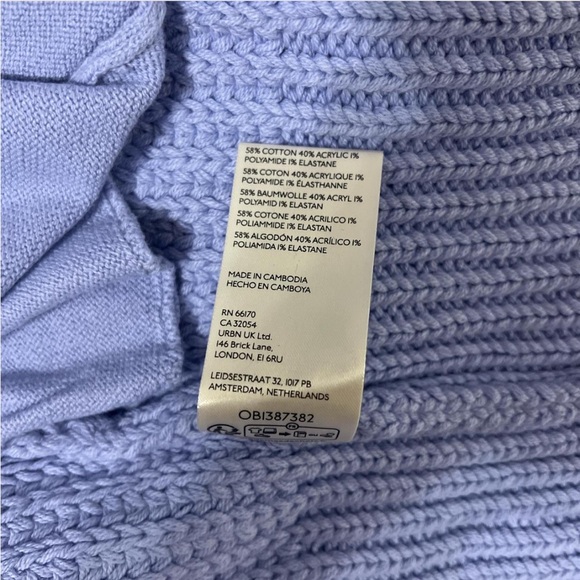 58% COTTON 40% ACRYLIC 1%
POLYAMIDE 1% ELASTANE
58% COTON 40% ACRYLIQUE 1%
POLYAMIDE 1% ÉLASTHANNE
58% BAUMWOLLE 40% ACRYL 1%
POLYAMID 1% ELASTAN
58% COTONE 40% ACRILICO 1%
POLIAMMIDE 1% ELASTAN
58% ALGODÓN 40% ACRÍLICO 1%
POLIAMIDA 1% ELASTANE
MADE IN CAMBODIA
HECHO EN CAMBOYA
RN 66170
CA 32054
URBN UK Ltd.
146 Brick Lane,
LONDON, E1 6RU
LEIDSESTRAAT 32, 1017 PB
AMSTERDAM, NETHERLANDS
OB1387382